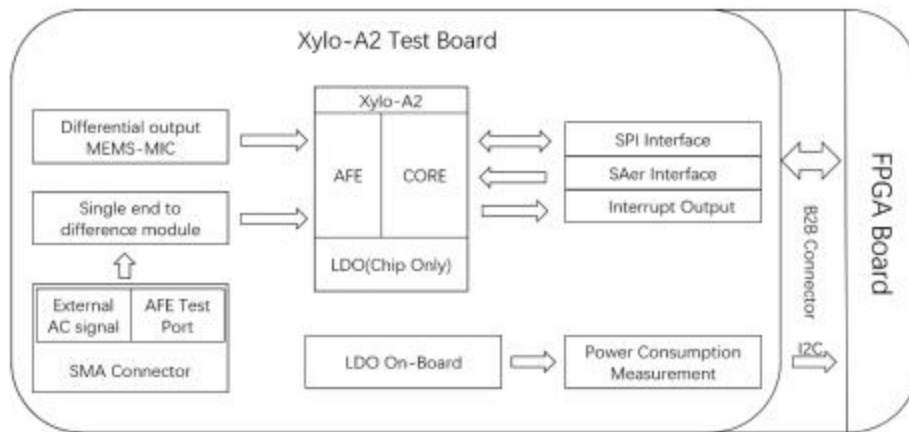 Xylo-A2 Test Board
Differential output
MEMS-MIC
Single end to
difference module
External
AC signal
AFE Test
Port
SMA Connector
Xylo-A2
AFE
CORE
LDO(Chip Only)
SPI Interface
SAer Interface
Interrupt Output
LDO On-Board
Power Consumption
Measurement
B2B Connector
I2C
FPGA Board